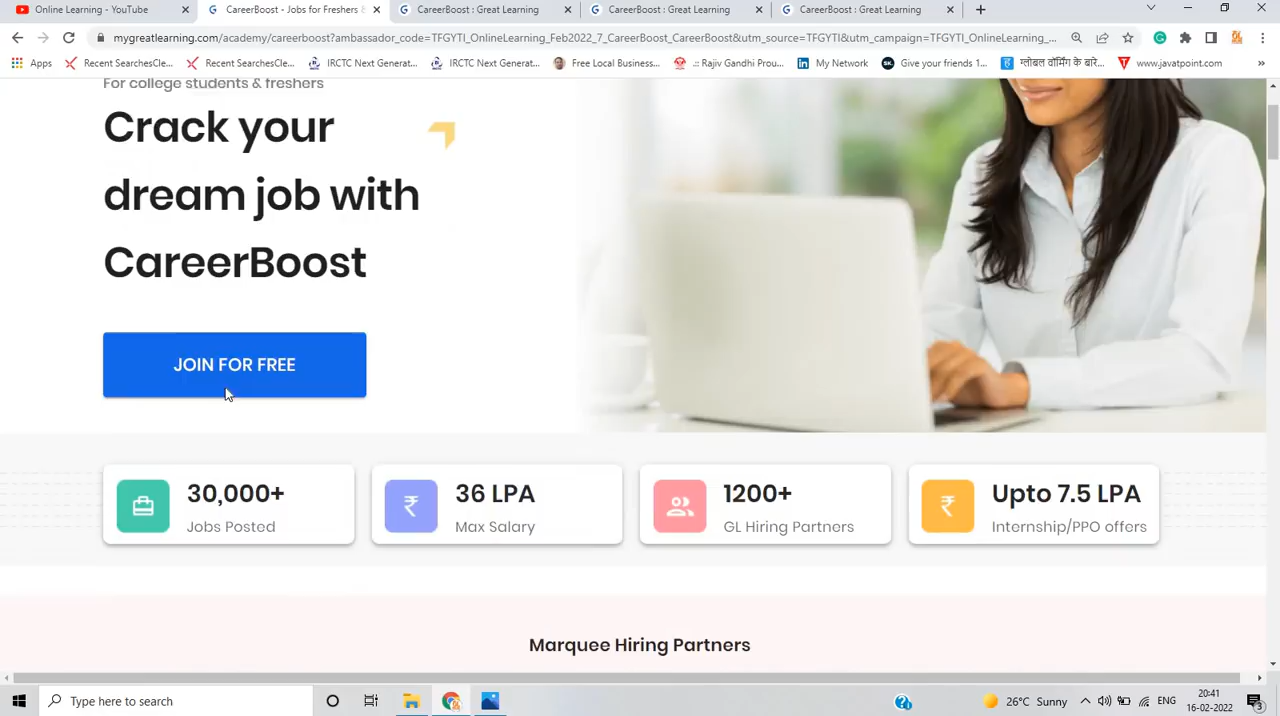 Online Learning - YouTube
CareerBoost - Jobs for Freshers &
CareerBoost : Great Learning
CareerBoost : Great Learning
CareerBoost : Great Learning
mygreatlearning.com/academy/careerboost?ambassador_code=TFGYTI_OnlineLearning_Feb2022_7_CareerBoost_CareerBoost&utm_source=TFGYTI&utm_campaign=TFGYTI_OnlineLearning_...
Apps
Recent SearchesCle...
Recent SearchesCle...
IRCTC Next Generat...
IRCTC Next Generat...
Free Local Business...
.: Rajiv Gandhi Prou...
My Network
Give your friends 1...
ग्लोबल वॉर्मिंग के बारे...
www.javatpoint.com
»
For college students & freshers
Crack your
dream job with
CareerBoost
JOIN FOR FREE
30,000+
Jobs Posted
36 LPA
Max Salary
1200+
GL Hiring Partners
Upto 7.5 LPA
Internship/PPO offers
Marquee Hiring Partners
Type here to search
26°C Sunny
ENG
20:41
16-02-2022
3